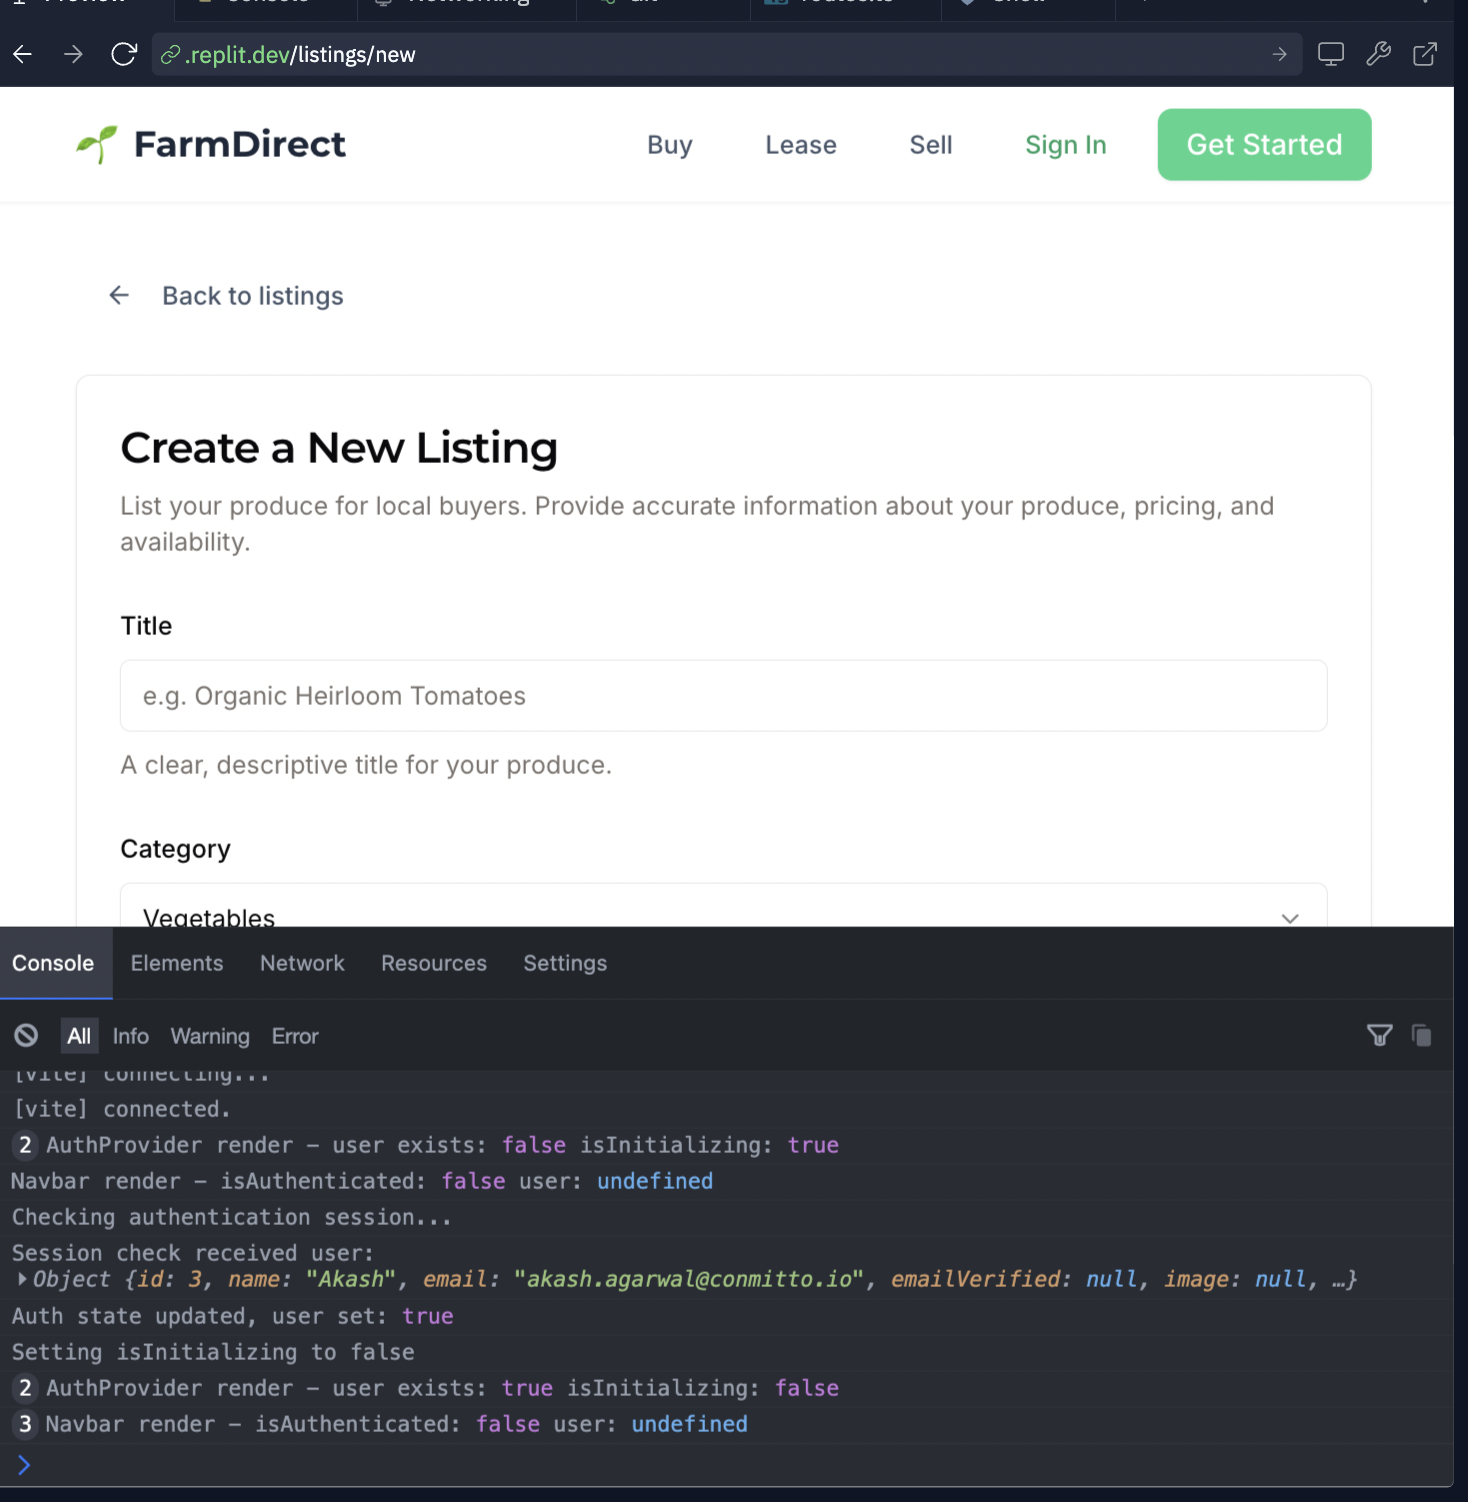 .replit.dev/listings/new
FarmDirect
Buy
Lease
Sell
Sign In
Get Started
Back to listings
Create a New Listing
List your produce for local buyers. Provide accurate information about your produce, pricing, and
availability.
Title
e.g. Organic Heirloom Tomatoes
A clear, descriptive title for your produce.
Category
Vegetables
Console
Elements
Network
Resources
Settings
All
Info
Warning
Error
[vite] connecting...
[vite] connected.
2 AuthProvider render – user exists: false isInitializing: true
Navbar render – isAuthenticated: false user: undefined
Checking authentication session...
Session check received user:
Object {id: 3, name: "Akash", email: "akash.agarwal@conmitto.io", emailVerified: null, image: null, …}
Auth state updated, user set: true
Setting isInitializing to false
2 AuthProvider render – user exists: true isInitializing: false
3 Navbar render – isAuthenticated: false user: undefined